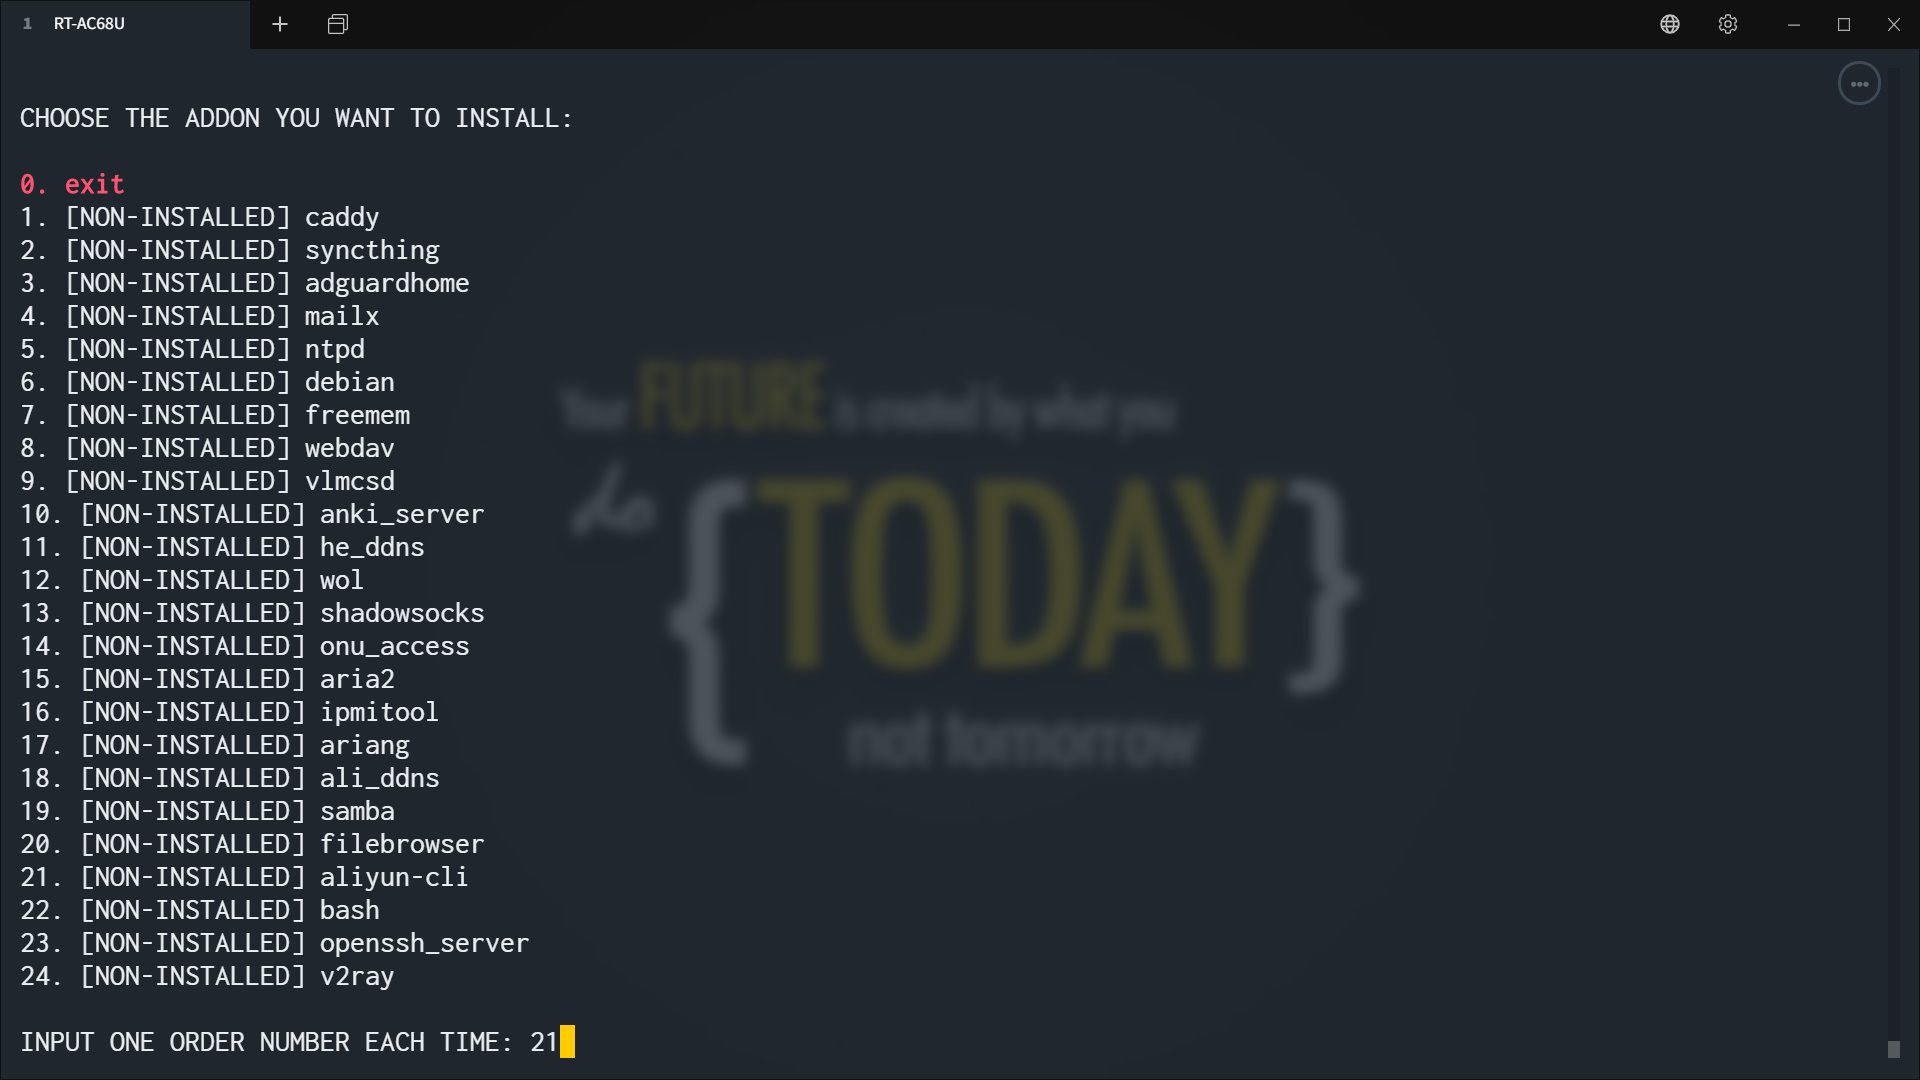 1 RT-AC68U
CHOOSE THE ADDON YOU WANT TO INSTALL:
0. exit
1. [NON-INSTALLED] caddy
2. [NON-INSTALLED] syncthing
3. [NON-INSTALLED] adguardhome
4. [NON-INSTALLED] mailx
5. [NON-INSTALLED] ntpd
6. [NON-INSTALLED] debian
7. [NON-INSTALLED] freemem
8. [NON-INSTALLED] webdav
9. [NON-INSTALLED] vlmcsd
10. [NON-INSTALLED] anki_server
11. [NON-INSTALLED] he_ddns
12. [NON-INSTALLED] wol
13. [NON-INSTALLED] shadowsocks
14. [NON-INSTALLED] onu_access
15. [NON-INSTALLED] aria2
16. [NON-INSTALLED] ipmitool
17. [NON-INSTALLED] ariang
18. [NON-INSTALLED] ali_ddns
19. [NON-INSTALLED] samba
20. [NON-INSTALLED] filebrowser
21. [NON-INSTALLED] aliyun-cli
22. [NON-INSTALLED] bash
23. [NON-INSTALLED] openssh_server
24. [NON-INSTALLED] v2ray
INPUT ONE ORDER NUMBER EACH TIME: 21
Your FUTURE is created by what you
do {TODAY}
not tomorrow